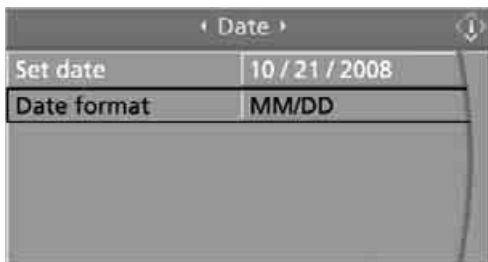 Date
Set date 10 / 21 / 2008
Date format MM/DD